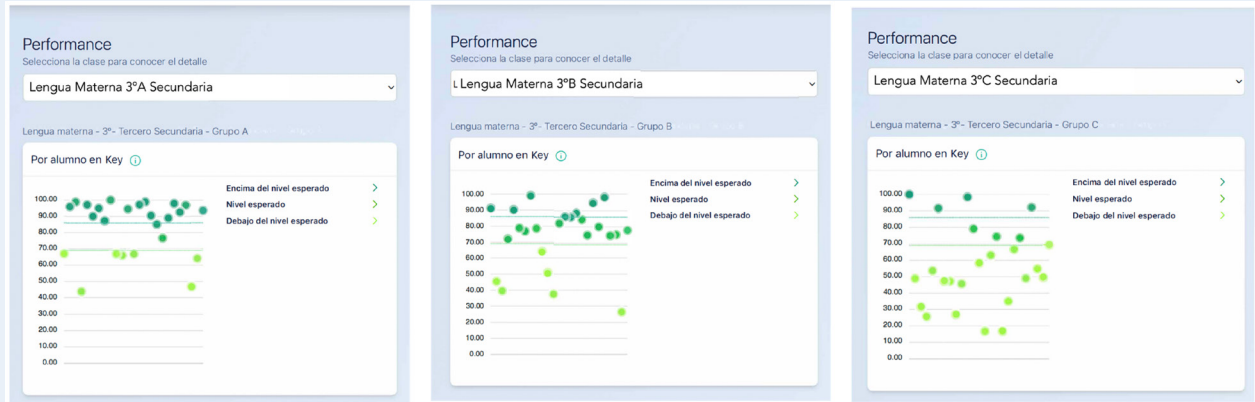 Performance
Selecciona la clase para conocer el detalle
Lengua Materna 3ºA Secundaria
Lengua materna - 3º- Tercero Secundaria - Grupo A
Por alumno en Key
100.00
90.00
80.00
70.00
60.00
50.00
40.00
30.00
20.00
10.00
0.00
Encima del nivel esperado
Nivel esperado
Debajo del nivel esperado
Performance
Selecciona la clase para conocer el detalle
L Lengua Materna 3ºB Secundaria
Lengua materna - 3º- Tercero Secundaria - Grupo B
Por alumno en Key
100.00
90.00
80.00
70.00
60.00
50.00
40.00
30.00
20.00
10.00
0.00
Encima del nivel esperado
Nivel esperado
Debajo del nivel esperado
Performance
Selecciona la clase para conocer el detalle
Lengua Materna 3ºC Secundaria
Lengua materna - 3º- Tercero Secundaria - Grupo C
Por alumno en Key
100.00
90.00
80.00
70.00
60.00
50.00
40.00
30.00
20.00
10.00
0.00
Encima del nivel esperado
Nivel esperado
Debajo del nivel esperado